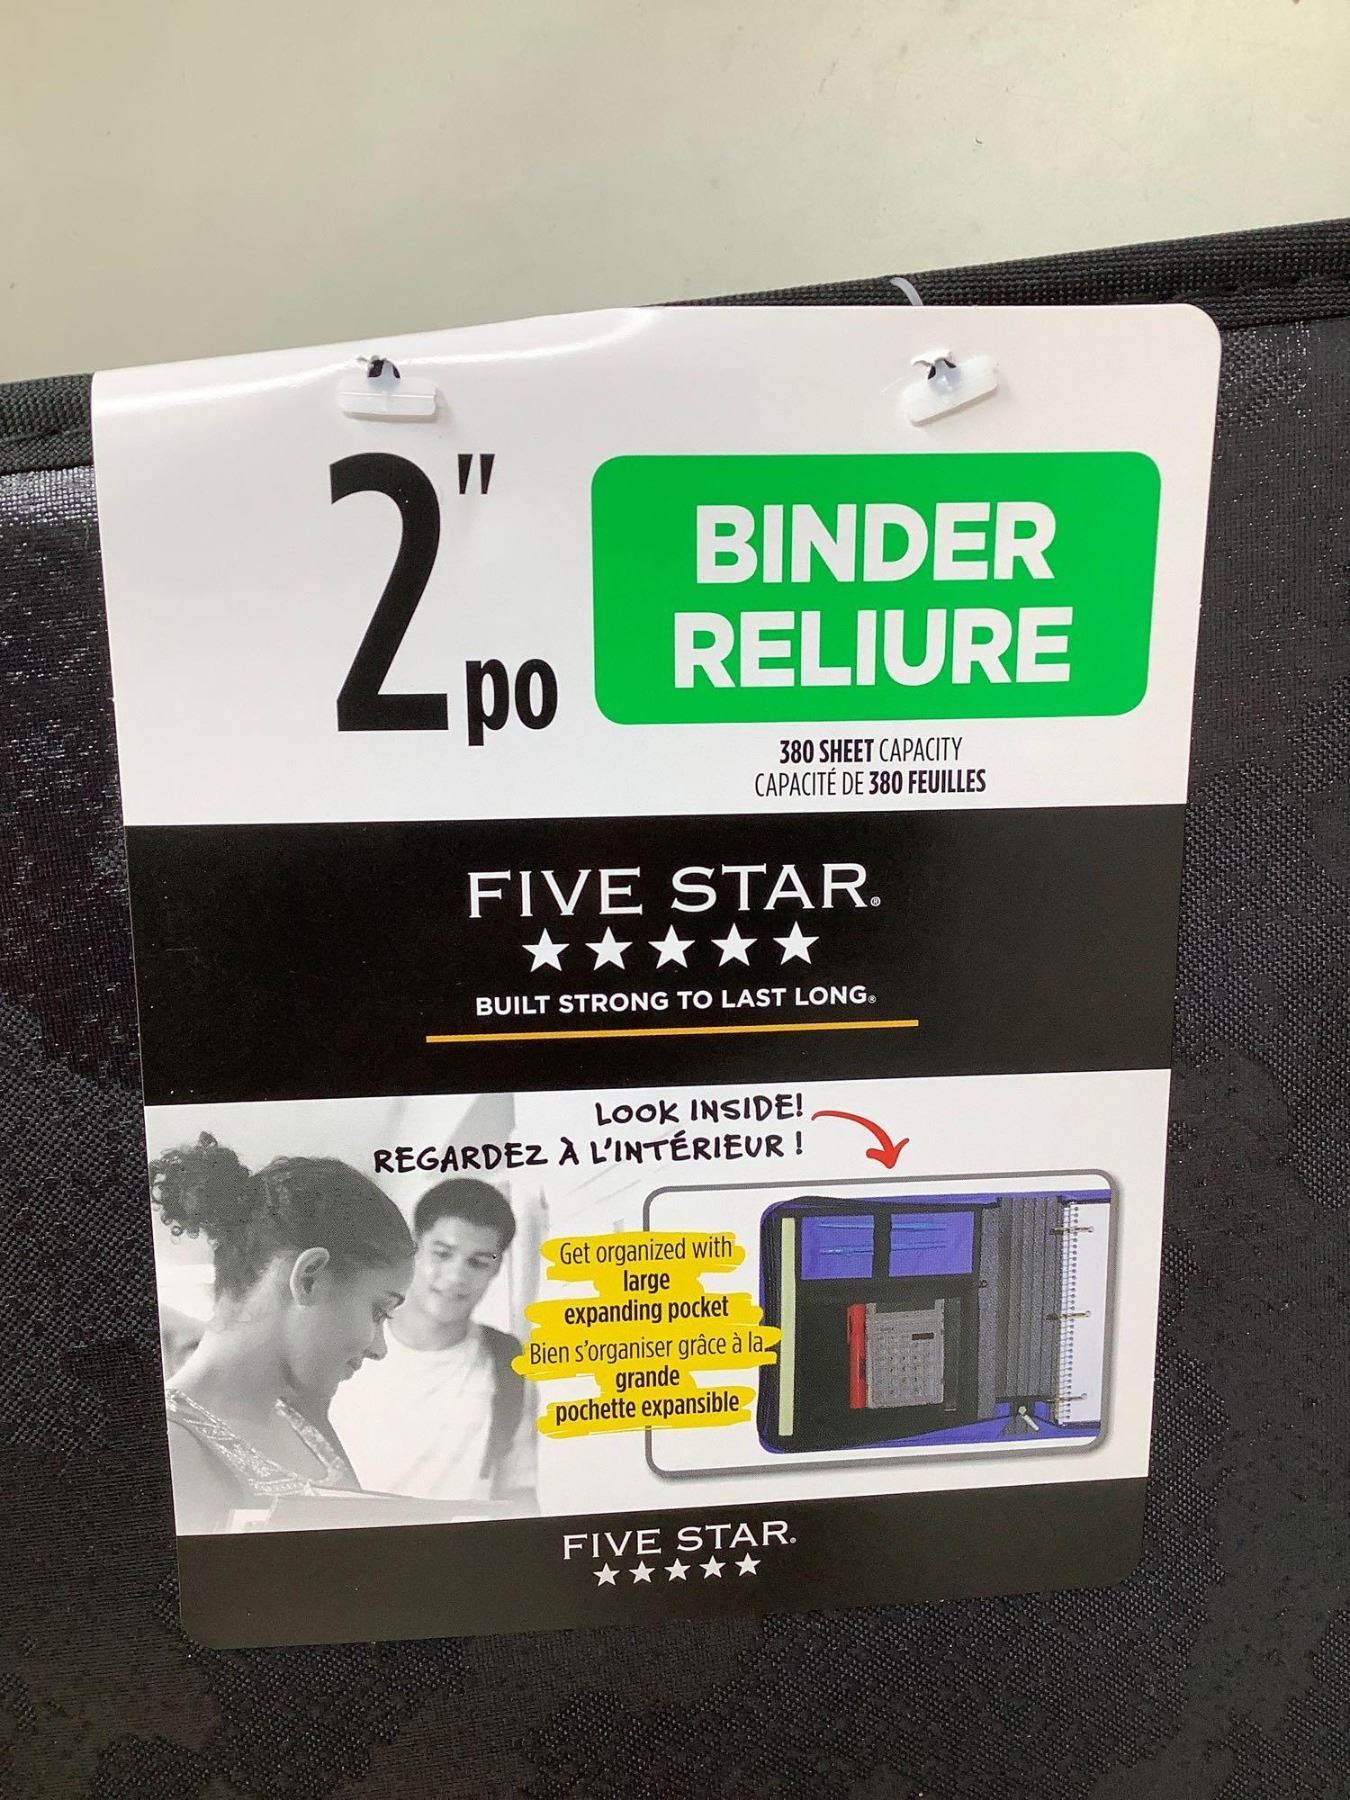 2" po
BINDER
RELIURE
380 SHEET CAPACITY
CAPACITÉ DE 380 FEUILLES
FIVE STAR®
BUILT STRONG TO LAST LONG®
LOOK INSIDE!
REGARDEZ À L'INTÉRIEUR !
Get organized with
large
expanding pocket
Bien s'organiser grâce à la
grande
pochette expansible
FIVE STAR®